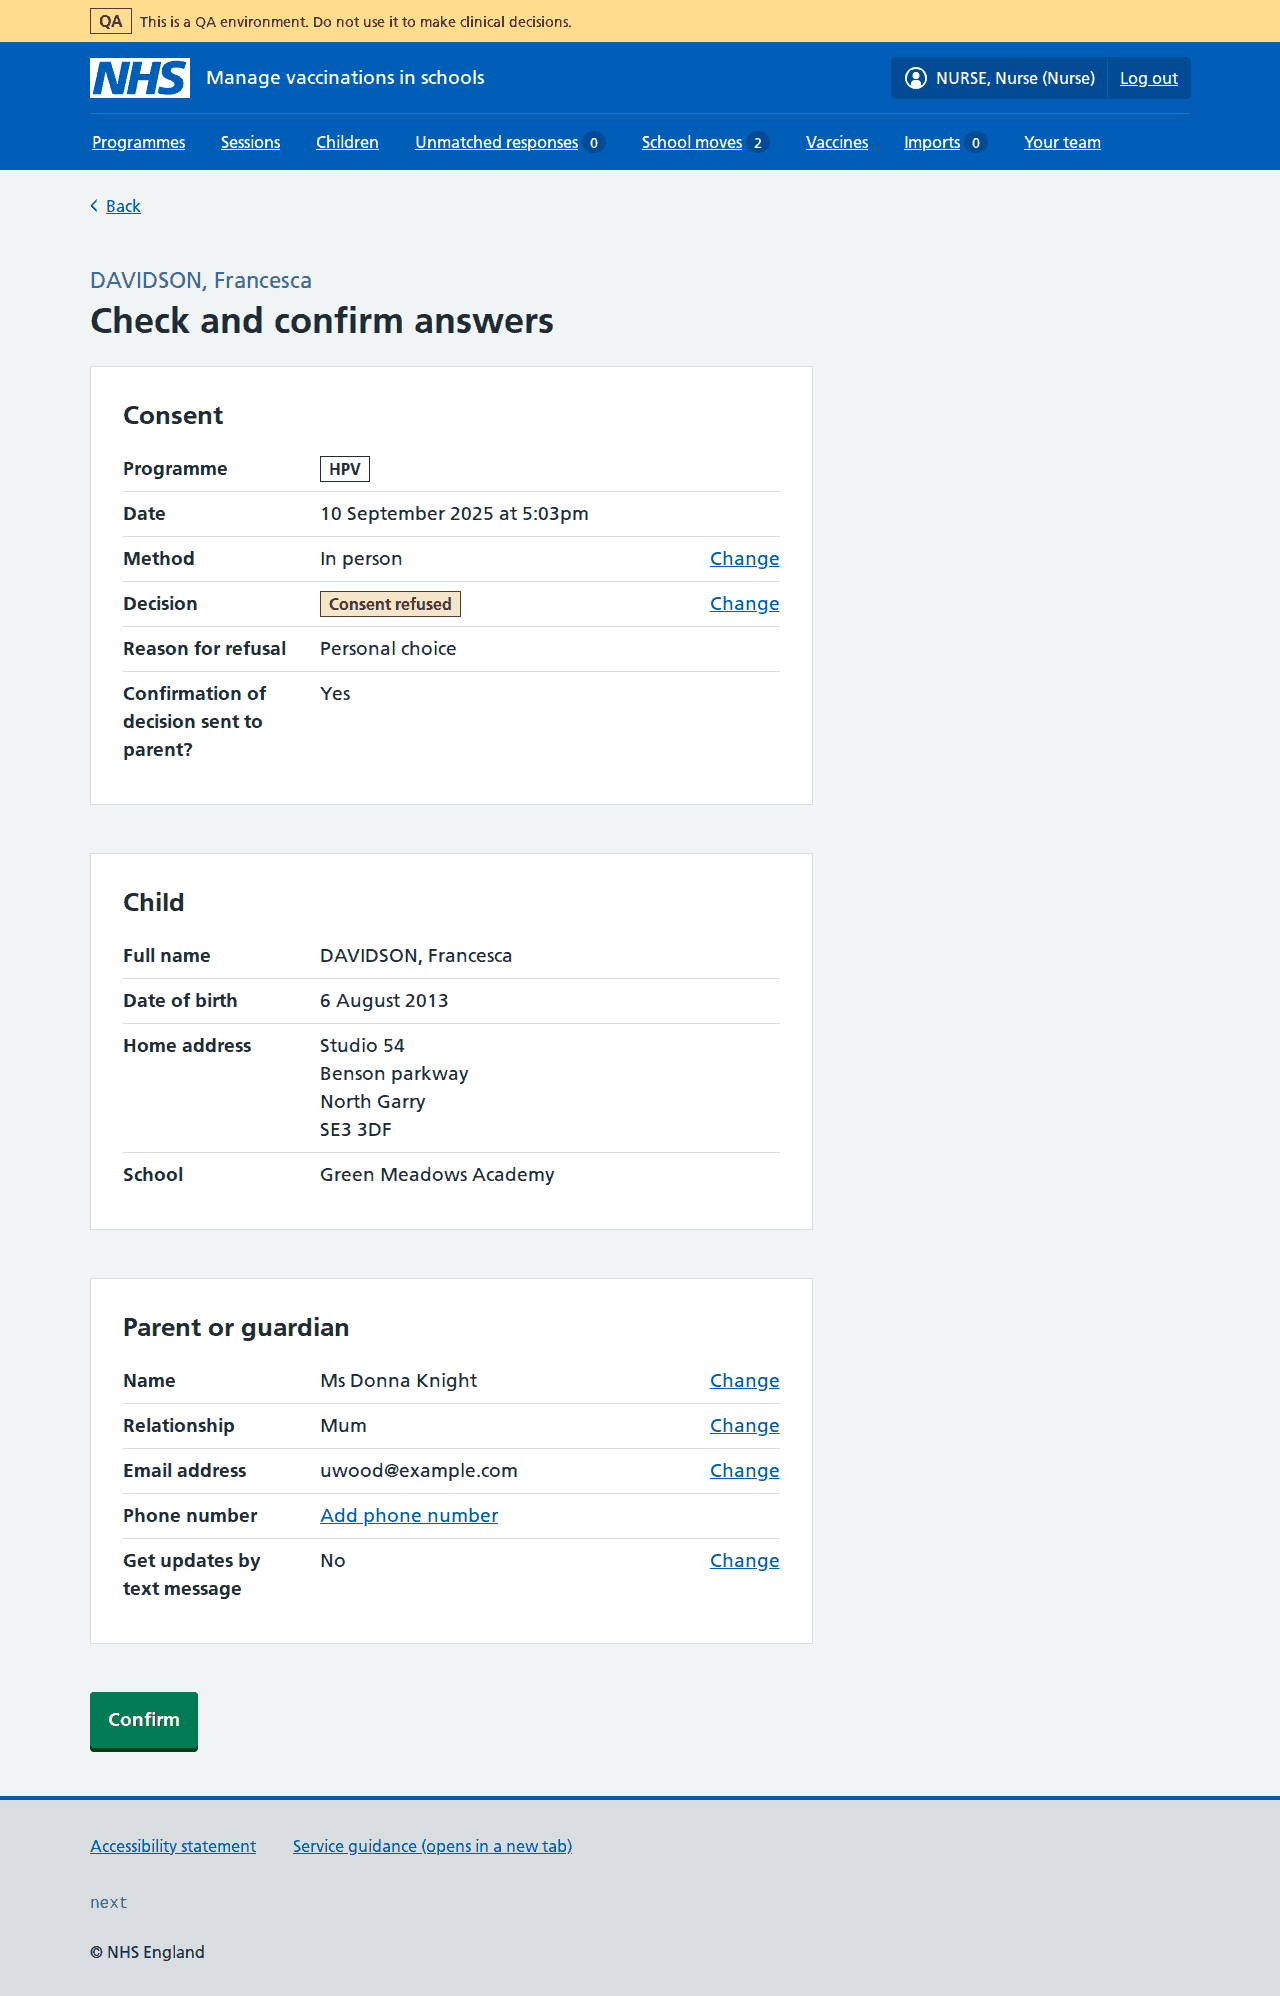 QA This is a QA environment. Do not use it to make clinical decisions.
NHS Manage vaccinations in schools NURSE, Nurse (Nurse) Log out
Programmes Sessions Children Unmatched responses 0 School moves 2 Vaccines Imports 0 Your team
Back
DAVIDSON, Francesca
Check and confirm answers
Consent
Programme HPV
Date 10 September 2025 at 5:03pm
Method In person Change
Decision Consent refused Change
Reason for refusal Personal choice
Confirmation of Yes
decision sent to
parent?
Child
Full name DAVIDSON, Francesca
Date of birth 6 August 2013
Home address Studio 54
Benson parkway
North Garry
SE3 3DF
School Green Meadows Academy
Parent or guardian
Name Ms Donna Knight Change
Relationship Mum Change
Email address uwood@example.com Change
Phone number Add phone number
Get updates by No Change
text message
Confirm
Accessibility statement Service guidance (opens in a new tab)
next
© NHS England